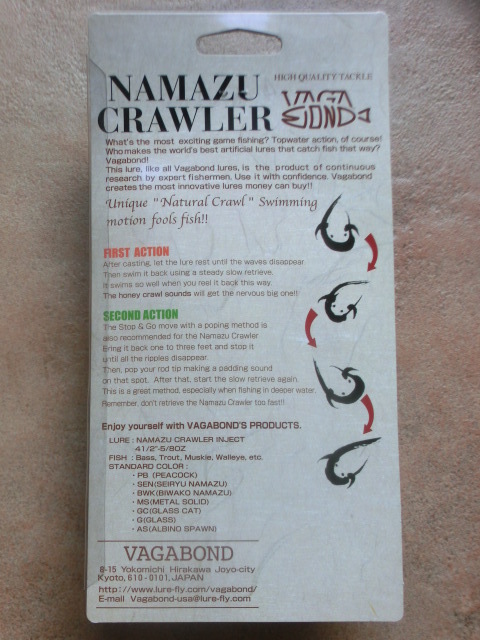 NAMAZU
CRAWLER
HIGH QUALITY TACKLE
VAGA
BOND
What's the most exciting game fishing? Topwater action, of course!
Who makes the world's best artificial lures that catch fish that way?
Vagabond!
This lure, like all Vagabond lures, is the product of continuous
research by expert fishermen. Use it with confidence. Vagabond
creates the most innovative lures money can buy!!
Unique "Natural Crawl" Swimming
motion fools fish!!
FIRST ACTION
After casting, let the lure rest until the waves disappear.
Then swim it back using a steady slow retrieve.
It swims so well when you reel it back this way.
The honey crawl sounds will get the nervous big one!!
SECOND ACTION
The Stop & Go move with a poping method is
also recommended for the Namazu Crawler
Bring it back one to three feet and stop it
until all the ripples disappear.
Then, pop your rod tip making a padding sound
on that spot. After that, start the slow retrieve again.
This is a great method, especially when fishing in deeper water.
Remember, don't retrieve the Namazu Crawler too fast!!
Enjoy yourself with VAGABOND'S PRODUCTS.
LURE : NAMAZU CRAWLER INJECT
41/2"-5/8OZ
FISH : Bass, Trout, Muskie, Walleye, etc.
STANDARD COLOR :
・PB (PEACOCK)
・SEN(SEIRYU NAMAZU)
・BWK(BIWAKO NAMAZU)
・MS(METAL SOLID)
・GC(GLASS CAT)
・G(GLASS)
・AS(ALBINO SPAWN)
VAGABOND
8-15 Yokomichi Hirakawa Joyo-city
Kyoto, 610-0101, JAPAN
http://www.lure-fly.com/vagabond/
E-mail Vagabond-usa@lure-fly.com